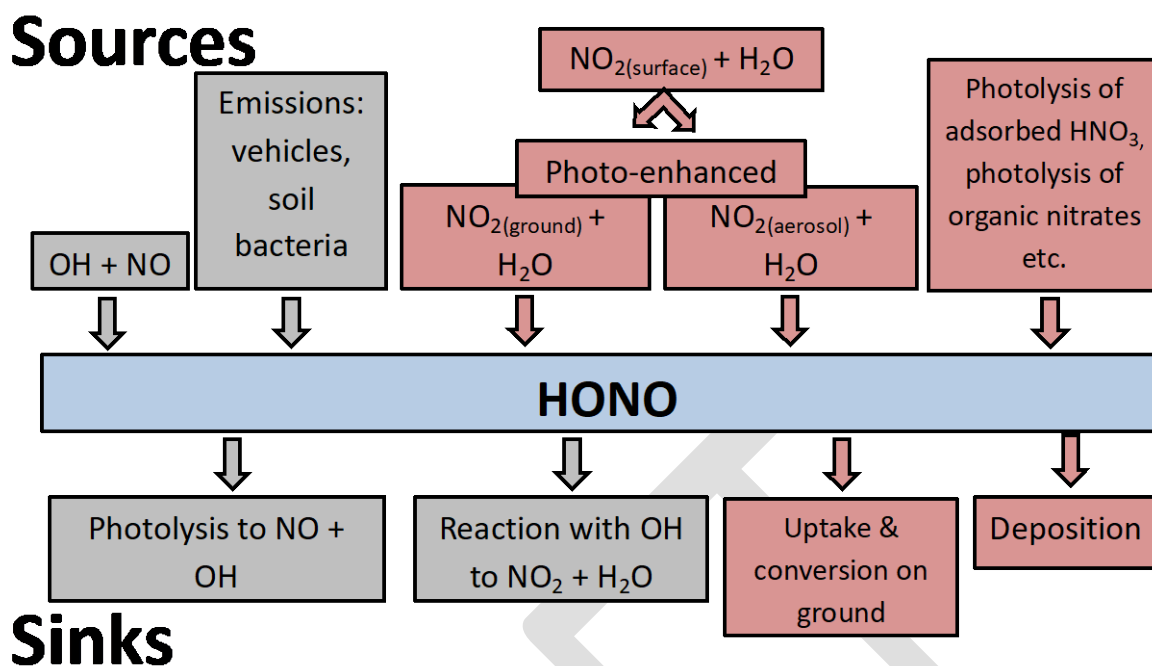 Sources
NO₂(surface) + H₂O
Emissions:
vehicles,
soil
bacteria
Photolysis of
adsorbed HNO₃,
photolysis of
organic nitrates
etc.
Photo-enhanced
OH + NO
NO₂(ground) +
H₂O
NO₂(aerosol) +
H₂O
HONO
Photolysis to NO +
OH
Reaction with OH
to NO₂ + H₂O
Uptake &
conversion on
ground
Deposition
Sinks